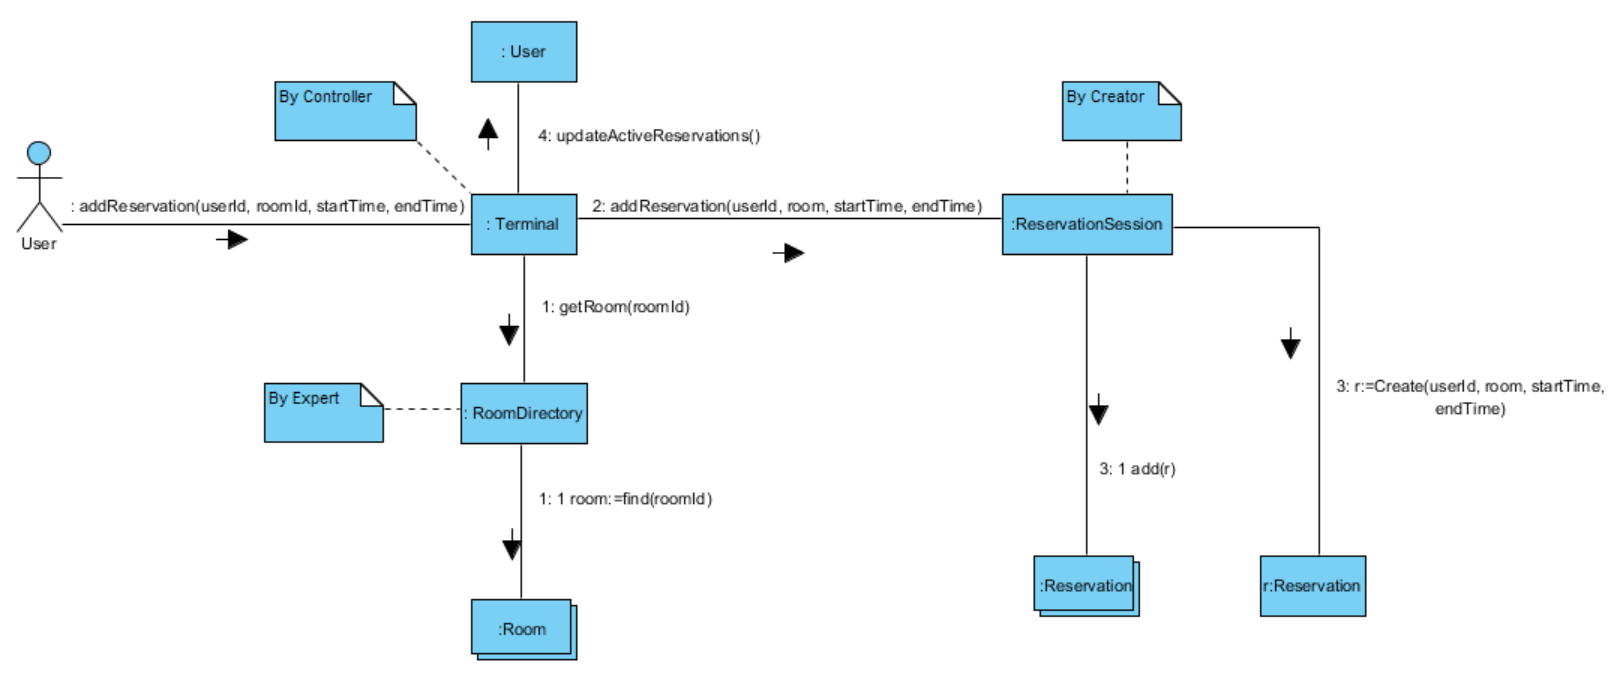 : User
By Controller
By Creator
4: updateActiveReservations()
: addReservation(userId, roomId, startTime, endTime)
2: addReservation(userId, room, startTime, endTime)
User
: Terminal
:ReservationSession
1: getRoom(roomId)
By Expert
: RoomDirectory
3: r:=Create(userId, room, startTime,
endTime)
3: 1 add(r)
1: 1 room:=find(roomId)
:Reservation
r:Reservation
:Room